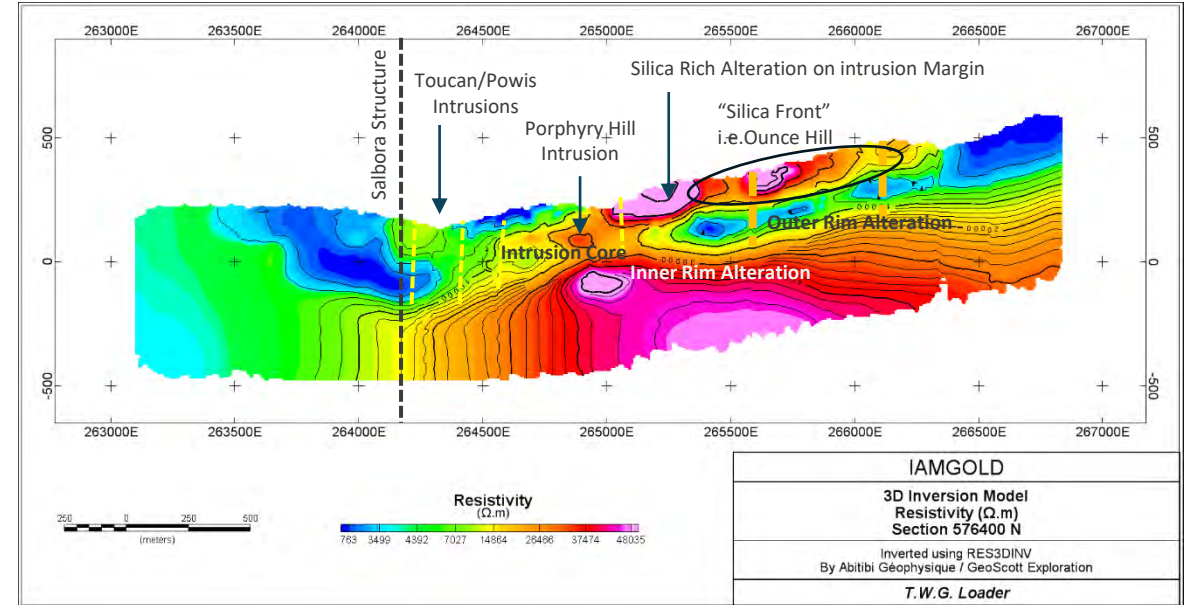 263000E 263500E 264000E 264500E 265000E 265500E 266000E 266500E 267000E
Salbora Structure
Toucan/Powis
Intrusions
Porphyry Hill
Intrusion
Silica Rich Alteration on intrusion Margin
“Silica Front”
i.e.Ounce Hill
500
500
Outer Rim Alteration
Intrusion Core
Inner Rim Alteration
0
0
-500
-500
263000E 263500E 264000E 264500E 265000E 265500E 266000E 266500E 267000E
250 0 250 500
(meters)
Resistivity
(Ω.m)
763 3499 4392 7027 14864 26466 37474 48035
IAMGOLD
3D Inversion Model
Resistivity (Ω.m)
Section 576400 N
Inverted using RES3DINV
By Abitibi Géophysique / GeoScott Exploration
T.W.G. Loader